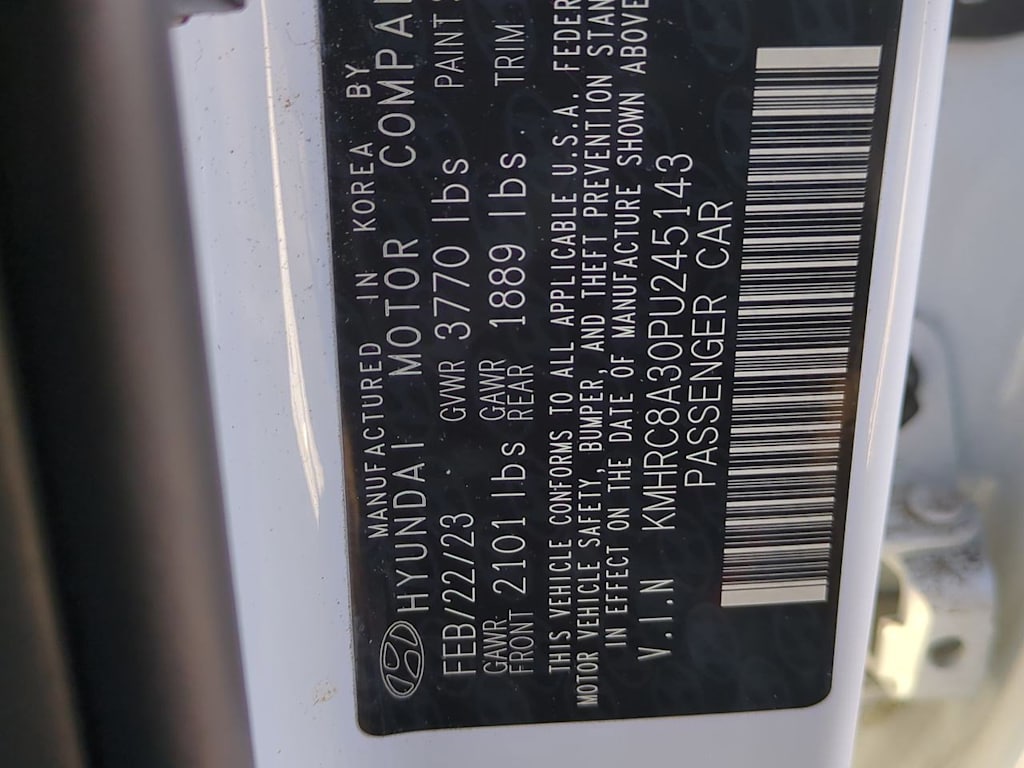 MANUFACTURED IN KOREA BY
HYUNDAI MOTOR
FEB/22/23 GVWR 3770 lbs PAINT
GAWR FRONT 2101 lbs GAWR REAR 1889 lbs TRIM
THIS VEHICLE CONFORMS TO ALL APPLICABLE U.S.A. FEDER
MOTOR VEHICLE SAFETY, BUMPER, AND THEFT PREVENTION STAN
IN EFFECT ON THE DATE OF MANUFACTURE SHOWN ABOVE
V.I.N KMHRC8A30PU245143
PASSENGER CAR